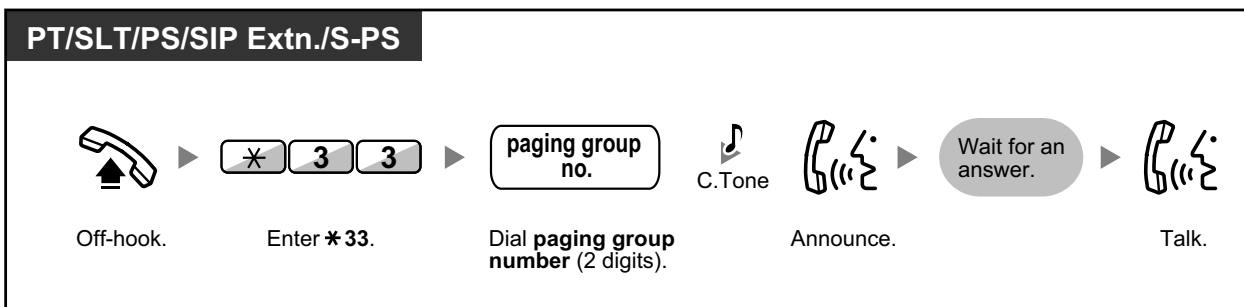 PT/SLT/PS/SIP Extn./S-PS
✳ 3 3
paging group
no.
C.Tone
Wait for an
answer.
Off-hook.
Enter ✳33.
Dial paging group
number (2 digits).
Announce.
Talk.